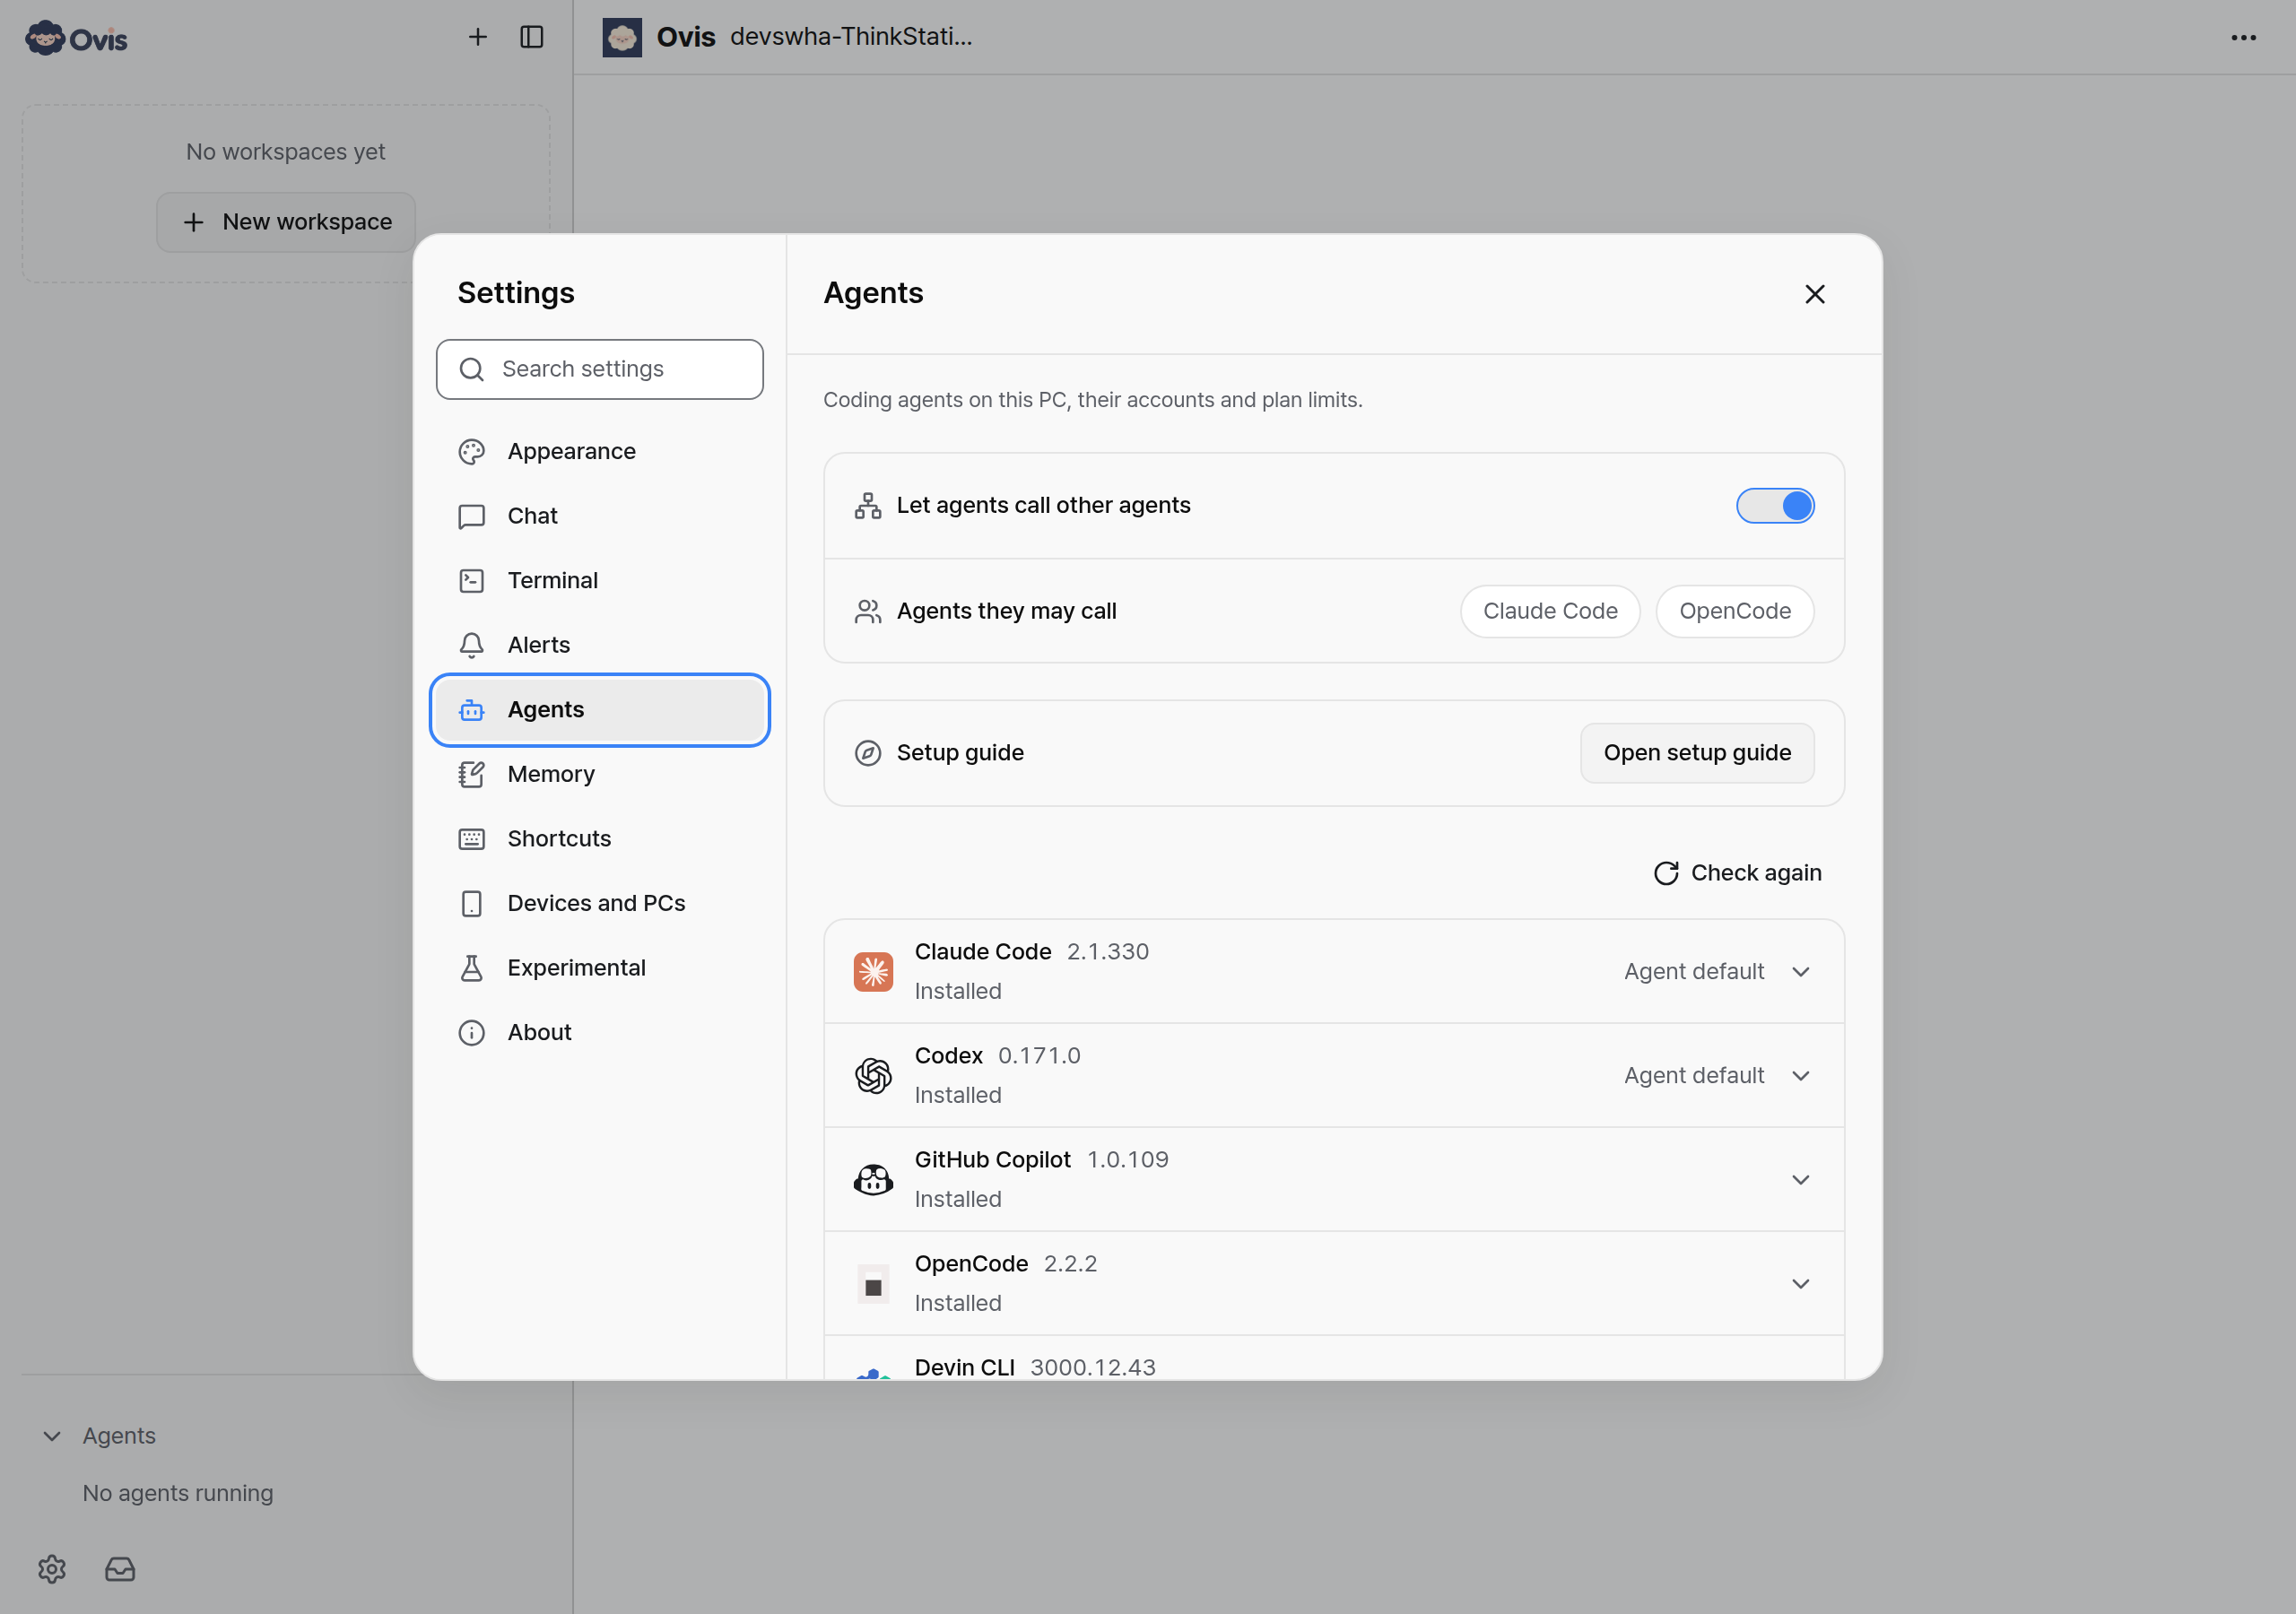 Ovis
Ovis devswha-ThinkStati...
No workspaces yet
New workspace
Settings
Search settings
Appearance
Chat
Terminal
Alerts
Agents
Memory
Shortcuts
Devices and PCs
Experimental
About
Agents
Coding agents on this PC, their accounts and plan limits.
Let agents call other agents
Agents they may call Claude Code OpenCode
Setup guide Open setup guide
Check again
Claude Code 2.1.330
Installed
Agent default
Codex 0.171.0
Installed
Agent default
GitHub Copilot 1.0.109
Installed
OpenCode 2.2.2
Installed
Devin CLI 3000.12.43
Agents
No agents running